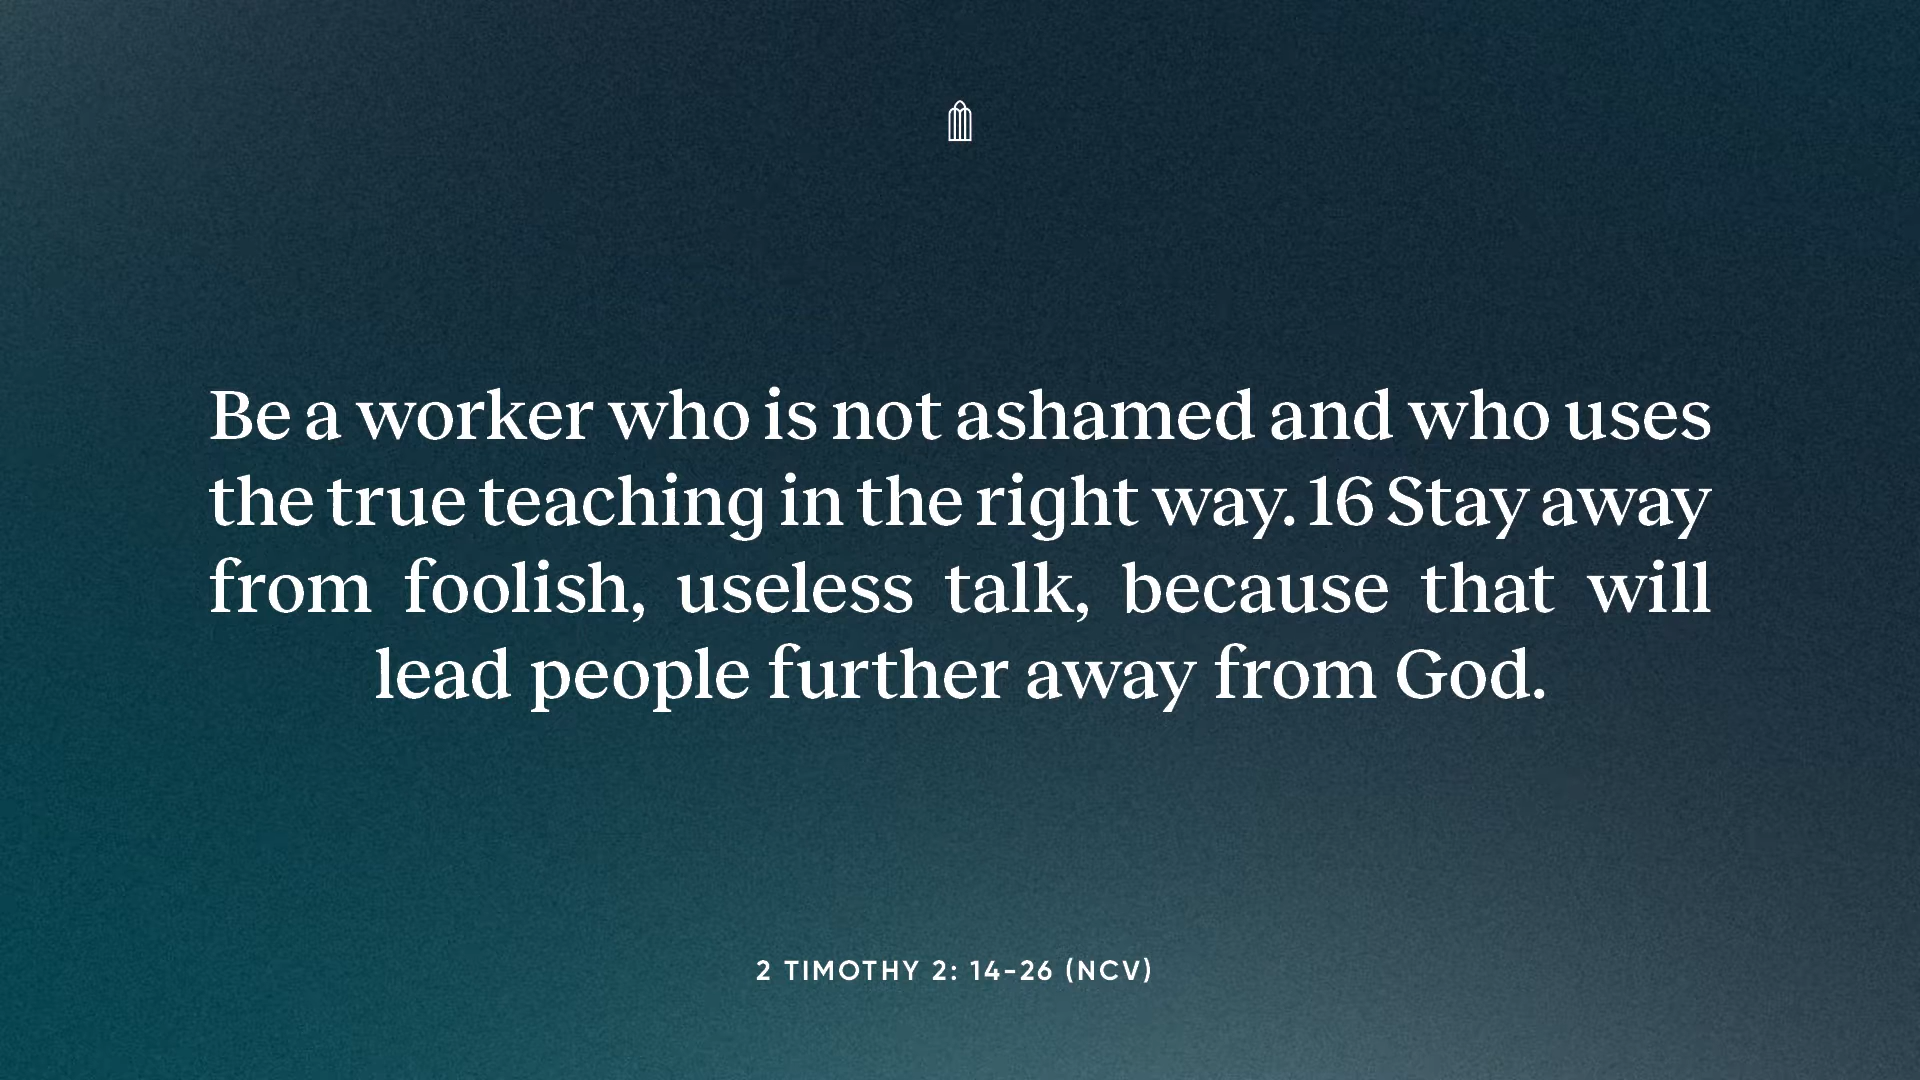 Be a worker who is not ashamed and who uses
the true teaching in the right way. 16 Stay away
from foolish, useless talk, because that will
lead people further away from God.
2 TIMOTHY 2: 14-26 (NCV)